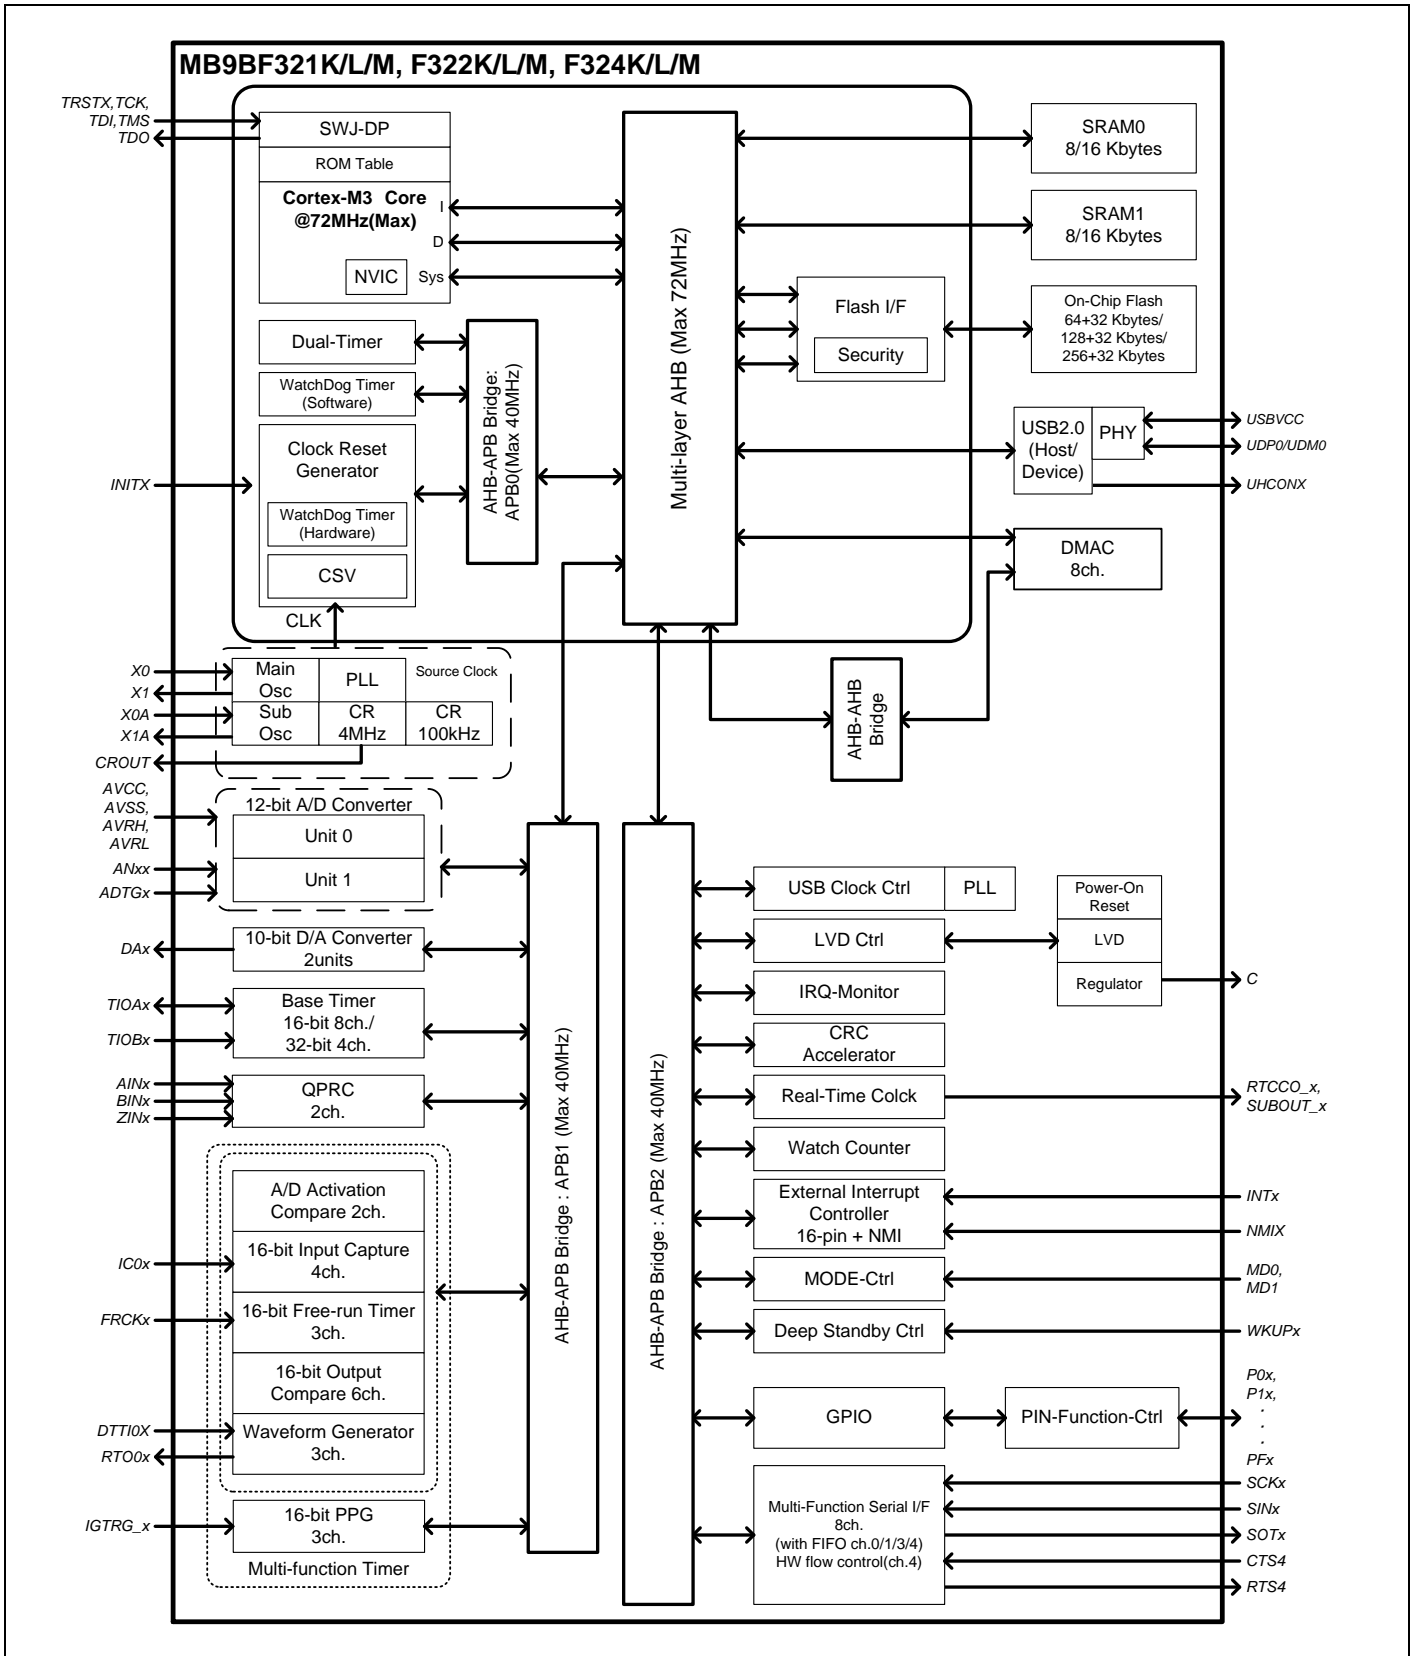 MB9BF321K/L/M, F322K/L/M, F324K/L/M
TRSTX,TCK,
TDI,TMS
TDO
SWJ-DP
ROM Table
Cortex-M3 Core
@72MHz(Max)
I
D
Sys
NVIC
Dual-Timer
WatchDog Timer
(Software)
Clock Reset
Generator
WatchDog Timer
(Hardware)
CSV
CLK
INITX
AHB-APB Bridge:
APB0(Max 40MHz)
Multi-layer AHB (Max 72MHz)
SRAM0
8/16 Kbytes
SRAM1
8/16 Kbytes
Flash I/F
Security
On-Chip Flash
64+32 Kbytes/
128+32 Kbytes/
256+32 Kbytes
USB2.0
(Host/
Device)
PHY
USBVCC
UDP0/UDM0
UHCONX
DMAC
8ch.
AHB-AHB
Bridge
X0
X1
X0A
X1A
CROUT
Main
Osc
PLL
Source Clock
Sub
Osc
CR
4MHz
CR
100kHz
AVCC,
AVSS,
AVRH,
AVRL
ANxx
ADTGx
12-bit A/D Converter
Unit 0
Unit 1
DAx
10-bit D/A Converter
2units
TIOAx
TIOBx
Base Timer
16-bit 8ch./
32-bit 4ch.
AINx
BINx
ZINx
QPRC
2ch.
A/D Activation
Compare 2ch.
IC0x
16-bit Input Capture
4ch.
FRCKx
16-bit Free-run Timer
3ch.
16-bit Output
Compare 6ch.
DTTI0X
RTO0x
Waveform Generator
3ch.
IGTRG_x
16-bit PPG
3ch.
Multi-function Timer
AHB-APB Bridge : APB1 (Max 40MHz)
AHB-APB Bridge : APB2 (Max 40MHz)
USB Clock Ctrl
PLL
LVD Ctrl
Power-On
Reset
LVD
Regulator
C
IRQ-Monitor
CRC
Accelerator
Real-Time Colck
RTCCO_x,
SUBOUT_x
Watch Counter
External Interrupt
Controller
16-pin + NMI
INTx
NMIX
MODE-Ctrl
MD0,
MD1
Deep Standby Ctrl
WKUPx
GPIO
PIN-Function-Ctrl
P0x,
P1x,
.
.
.
PFx
Multi-Function Serial I/F
8ch.
(with FIFO ch.0/1/3/4)
HW flow control(ch.4)
SCKx
SINx
SOTx
CTS4
RTS4